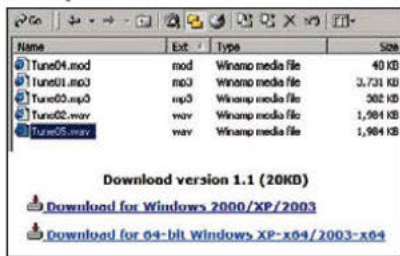 Go
Name Ext Type Size
Tune04.mod mod Winamp media file 40 KB
Tune01.mp3 mp3 Winamp media file 3,731 KB
Tune03.mp3 mp3 Winamp media file 302 KB
Tune02.wav wav Winamp media file 1,984 KB
Tune05.wav wav Winamp media file 1,984 KB
Download version 1.1 (20KB)
Download for Windows 2000/XP/2003
Download for 64-bit Windows XP-x64/2003-x64